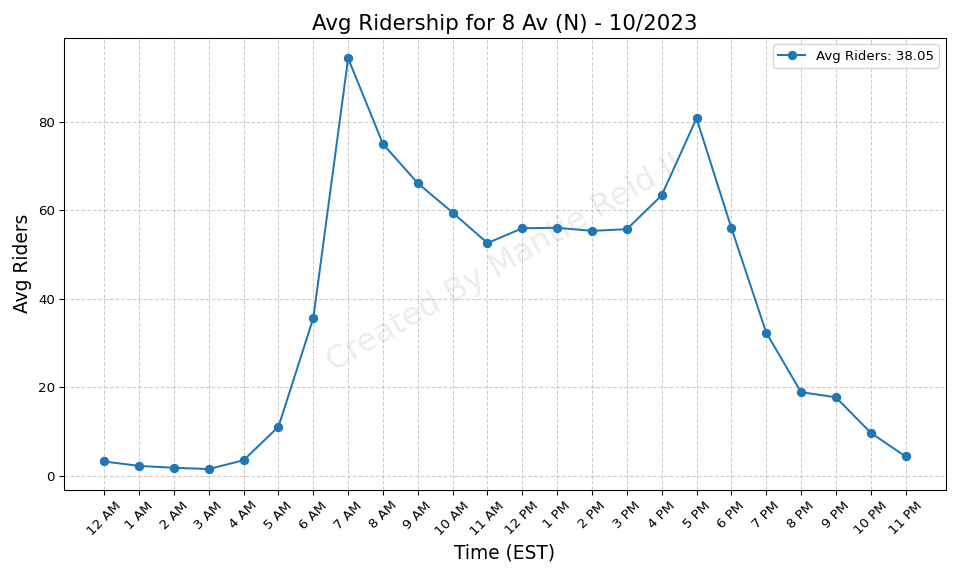 Avg Ridership for 8 Av (N) - 10/2023
Avg Riders: 38.05
Avg Riders
80
60
40
20
0
Created By Mantie Reid II
12 AM
1 AM
2 AM
3 AM
4 AM
5 AM
6 AM
7 AM
8 AM
9 AM
10 AM
11 AM
12 PM
1 PM
2 PM
3 PM
4 PM
5 PM
6 PM
7 PM
8 PM
9 PM
10 PM
11 PM
Time (EST)